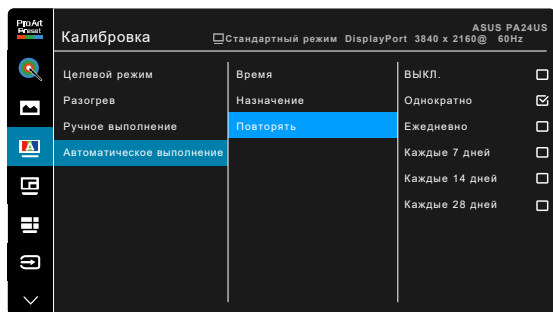 ProArt
Preset
Калибровка
Стандартный режим DisplayPort 3840 x 2160@ 60Hz
ASUS PA24US
Целевой режим
Разогрев
Ручное выполнение
Автоматическое выполнение
Время
Назначение
Повторять
ВЫКЛ.
Однократно
Ежедневно
Каждые 7 дней
Каждые 14 дней
Каждые 28 дней